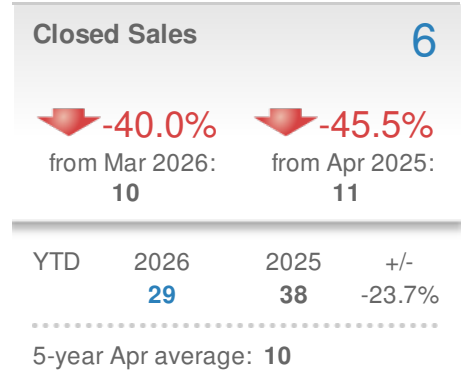 Closed Sales 6
-40.0% -45.5%
from Mar 2026: from Apr 2025:
10 11
YTD 2026 2025 +/-
29 38 -23.7%
5-year Apr average: 10